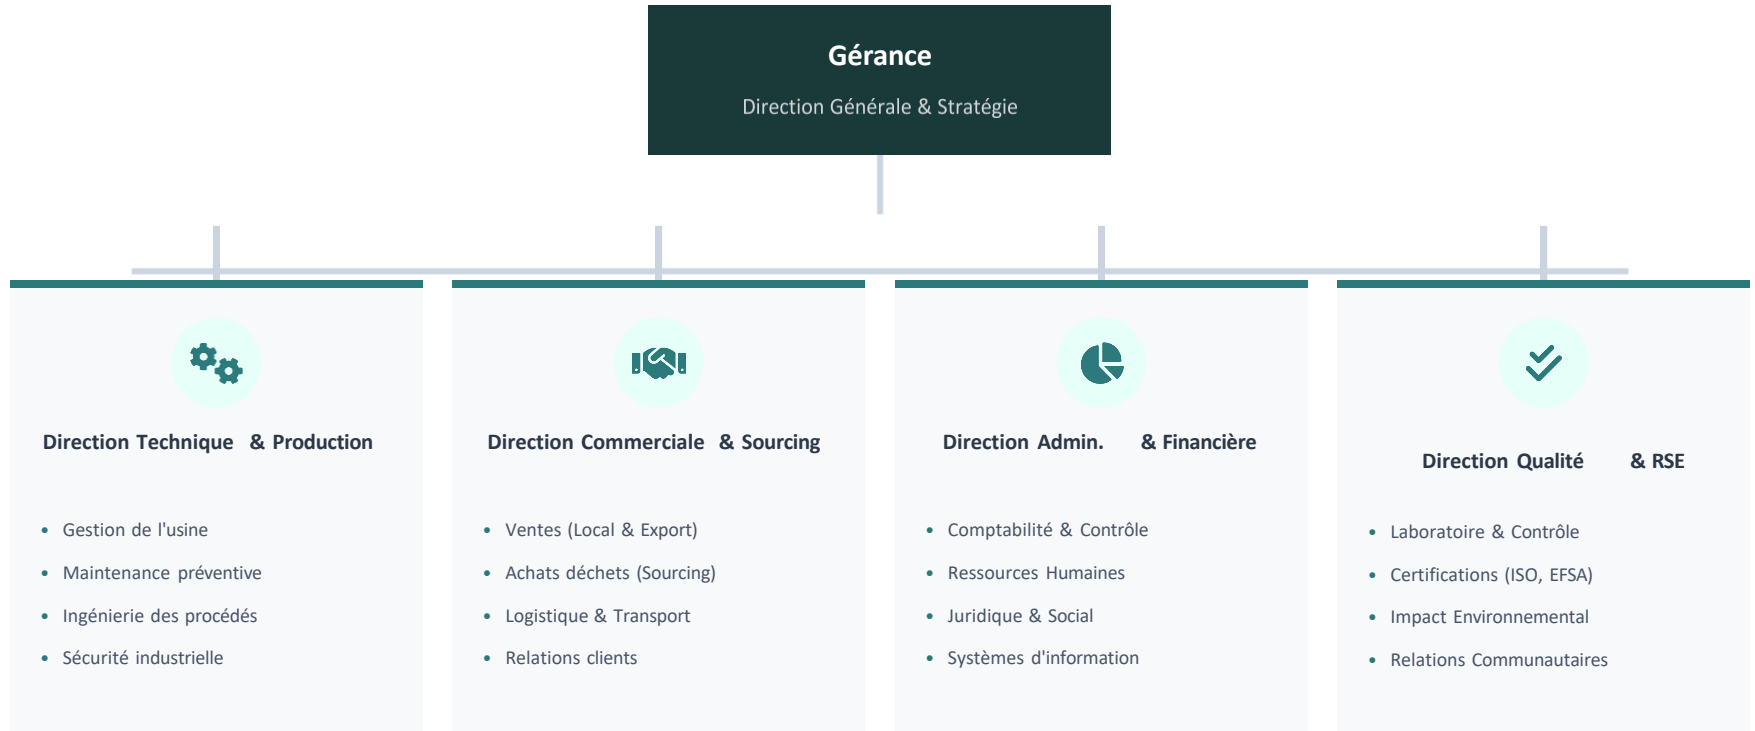 Gérance
Direction Générale & Stratégie
Direction Technique & Production
• Gestion de l'usine
• Maintenance préventive
• Ingénierie des procédés
• Sécurité industrielle
Direction Commerciale & Sourcing
• Ventes (Local & Export)
• Achats déchets (Sourcing)
• Logistique & Transport
• Relations clients
Direction Admin. & Financière
• Comptabilité & Contrôle
• Ressources Humaines
• Juridique & Social
• Systèmes d'information
Direction Qualité & RSE
• Laboratoire & Contrôle
• Certifications (ISO, EFSA)
• Impact Environnemental
• Relations Communautaires